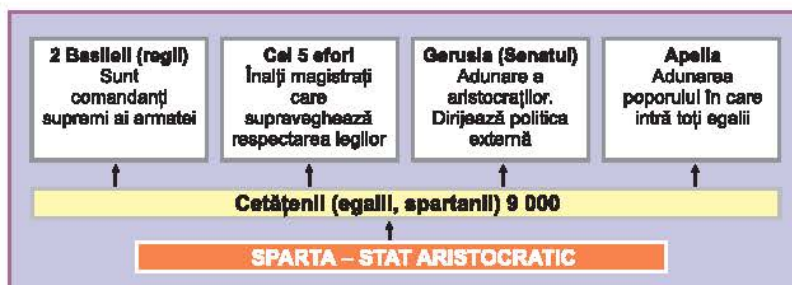 2 Basileii (regii)
Sunt
comandanți
supremi ai armatei
Cei 5 efori
Înalți magistrați
care
supraveghează
respectarea legilor
Gerusia (Senatul)
Adunare a
aristocraților.
Dirijează politica
externă
Apella
Adunarea
poporului în care
intră toți egalii
Cetățenii (egalii, spartanii) 9 000
SPARTA – STAT ARISTOCRATIC